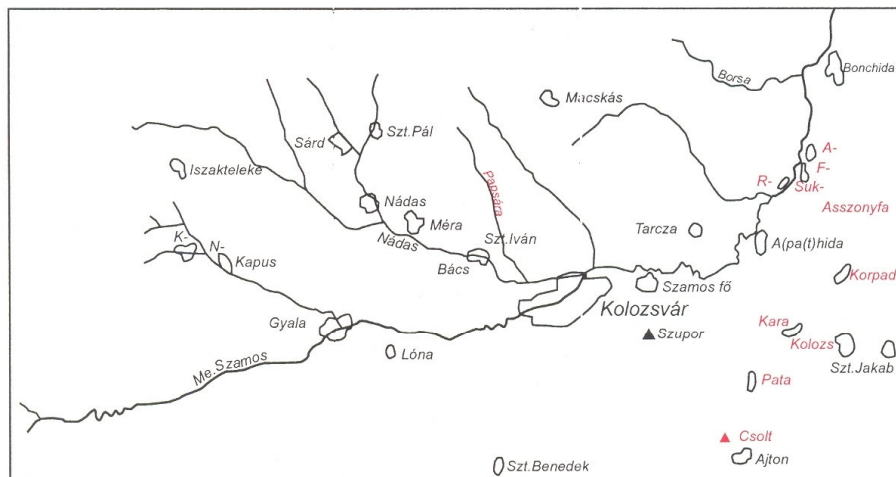 Borsa
Bonchida
Macskás
Szt.Pál
Sárd
A-
F-
Iszakteleke
R-
Suk-
Papsára
Asszonyfa
Nádas
Méra
Tarcza
Nádas
Szt.Iván
K-
N-
A(pa(t)hida
Kapus
Bács
Korpad
Szamos fő
Kolozsvár
Gyala
Kara
Szupor
Kolozs
Lóna
Szt.Jakab
Me.Szamos
Pata
Csolt
Ajton
Szt.Benedek